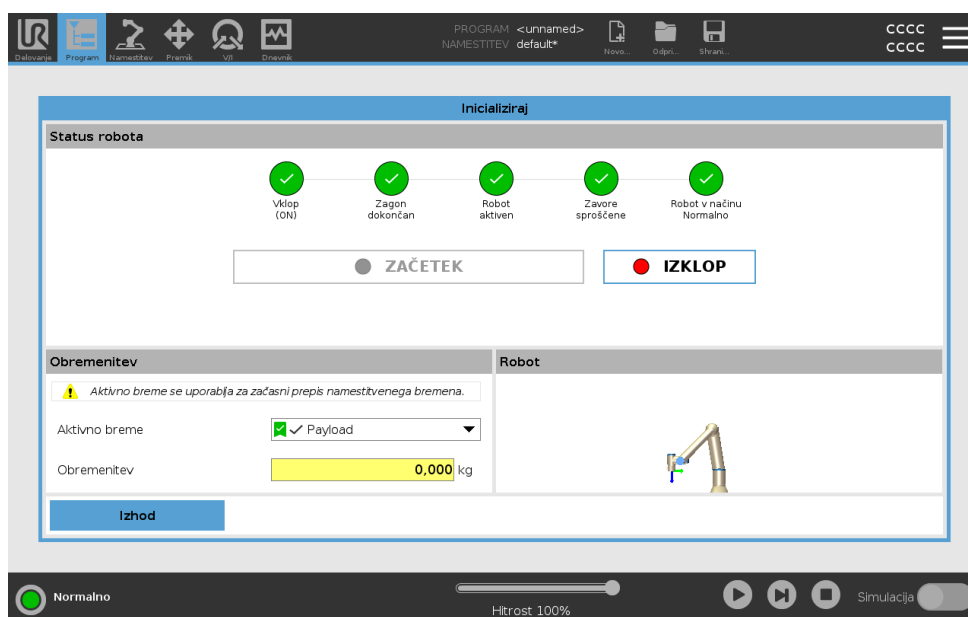 PROGRAM <unnamed>
NAMESTITEV default*
Delovanje Program Namestitev Premik V/I Dnevnik Novo... Odpri... Shrani...
CCCC
CCCC
Inicializiraj
Status robota
Vklop (ON)
Zagon dokončan
Robot aktiven
Zavore sproščene
Robot v načinu Normalno
ZAČETEK
IZKLOP
Obremenitev
Robot
Aktivno breme se uporablja za začasni prepis namestitvenega bremena.
Aktivno breme
Payload
Obremenitev
0,000 kg
Izhod
Normalno
Hitrost 100%
Simulacija